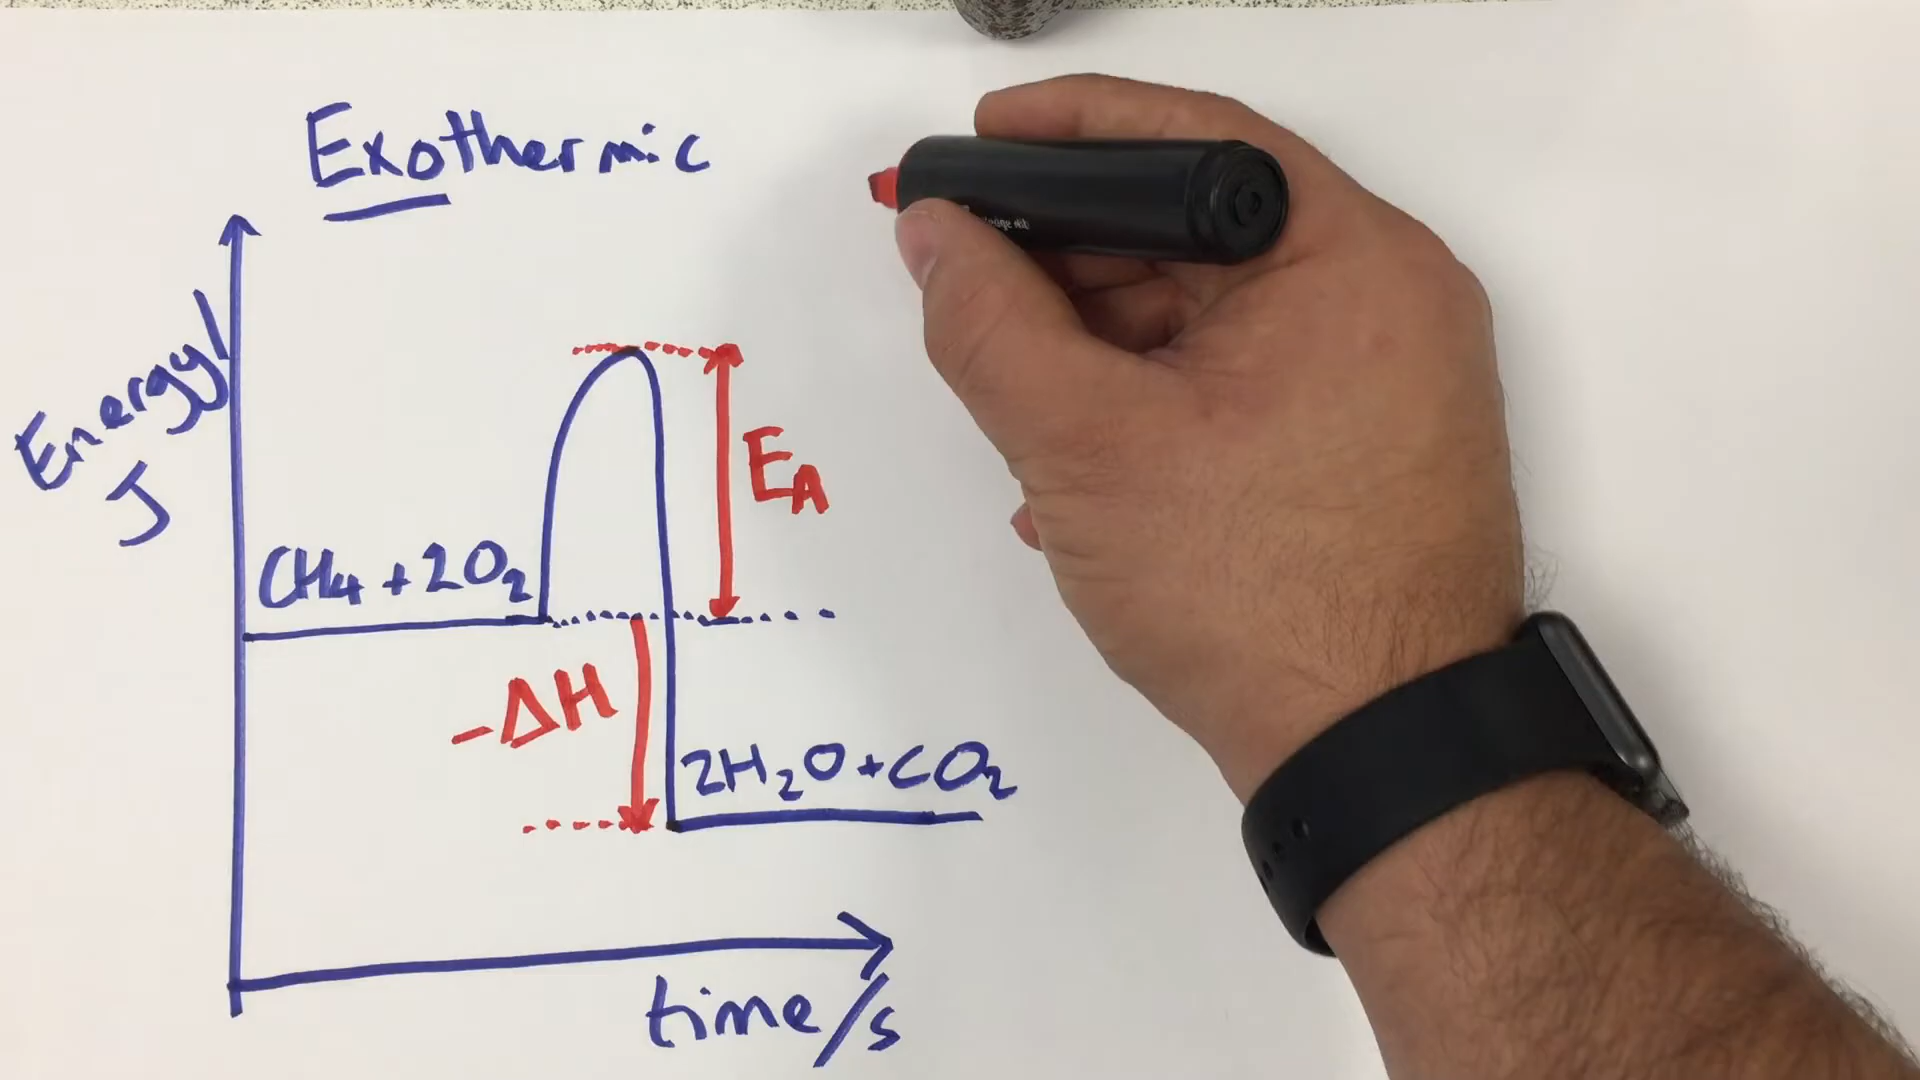 Exothermic
Energy/
J
EA
CH4 + 2O2
-ΔH
2H2O + CO2
time/s